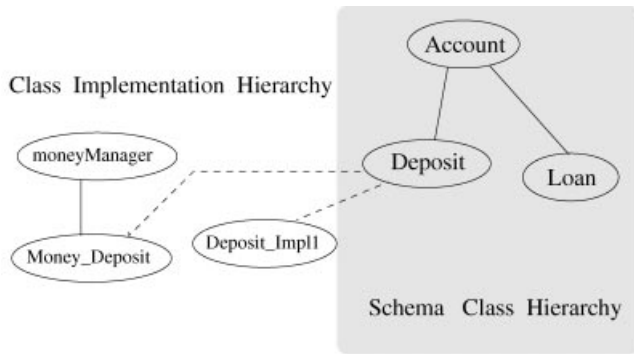 Account
Class Implementation Hierarchy
moneyManager
Deposit
Loan
Money_Deposit
Deposit_Impl1
Schema Class Hierarchy